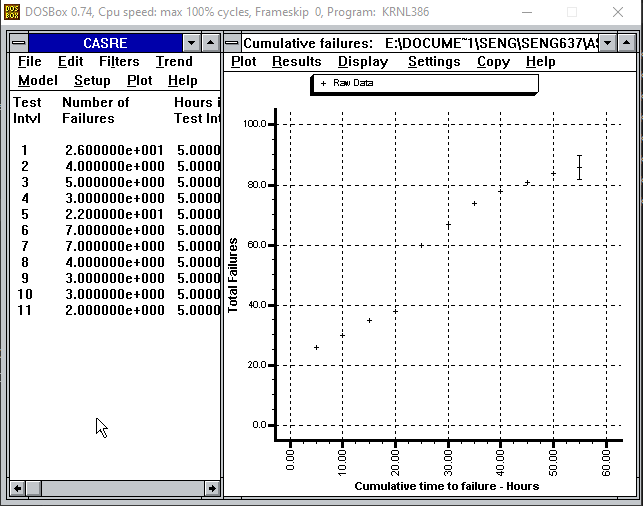 DOSBox 0.74, Cpu speed: max 100% cycles, Frameskip 0, Program: KRNL386
CASRE
File Edit Filters Trend
Model Setup Plot Help
Test Number of Hours i
Intvl Failures Test Int
1 2.600000e+001 5.0000
2 4.000000e+000 5.0000
3 5.000000e+000 5.0000
4 3.000000e+000 5.0000
5 2.200000e+001 5.0000
6 7.000000e+000 5.0000
7 7.000000e+000 5.0000
8 4.000000e+000 5.0000
9 3.000000e+000 5.0000
10 3.000000e+000 5.0000
11 2.000000e+000 5.0000
Cumulative failures: E:\DOCUME~1\SENG\SENG637\AS
Plot Results Display Settings Copy Help
+ Raw Data
Total Failures
100.0
80.0
60.0
40.0
20.0
0.0
0.00 10.00 20.00 30.00 40.00 50.00 60.00
Cumulative time to failure - Hours